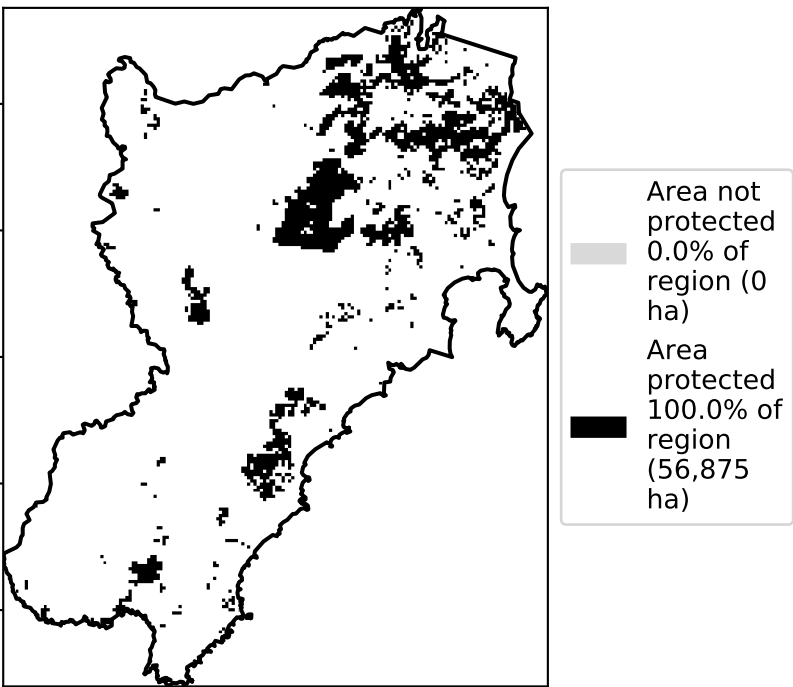 Area not
protected
0.0% of
region (0
ha)
Area
protected
100.0% of
region
(56,875
ha)